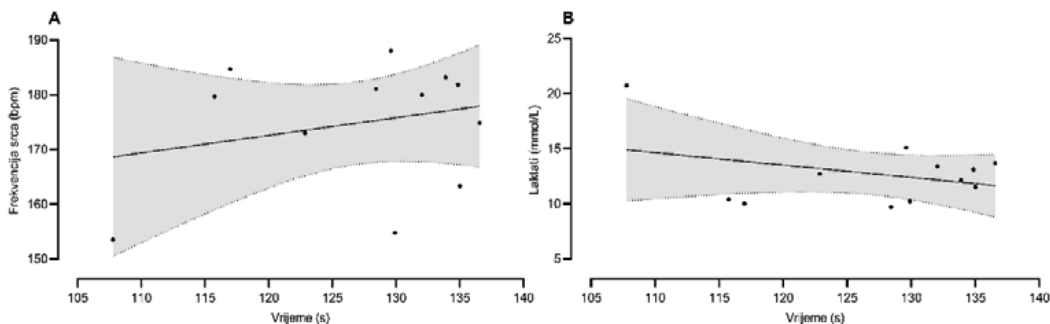 A
190
180
170
160
150
Frekvencija srca (bpm)
105 110 115 120 125 130 135 140
Vrijeme (s)
B
25
20
15
10
5
Laktati (mmol/L)
105 110 115 120 125 130 135 140
Vrijeme (s)